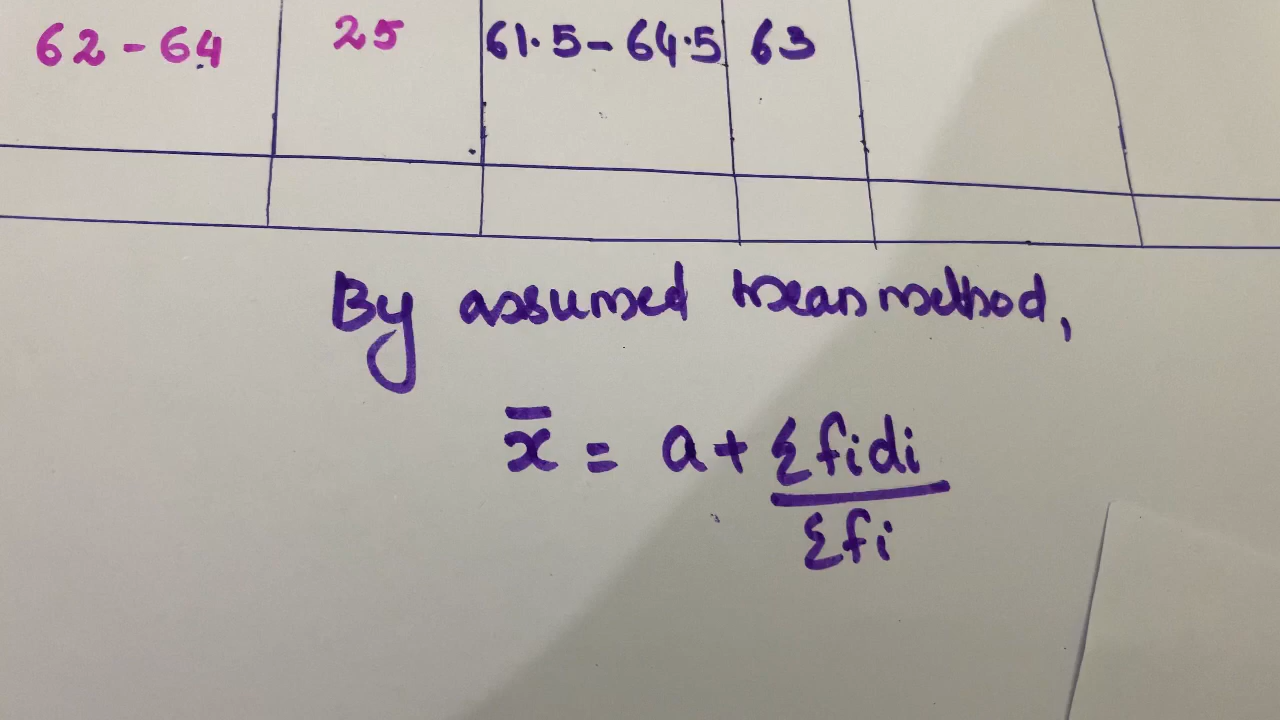 62 - 64 25 61.5 - 64.5 63
By assumed mean method,
x̄ = a + Σfidi
Σfi